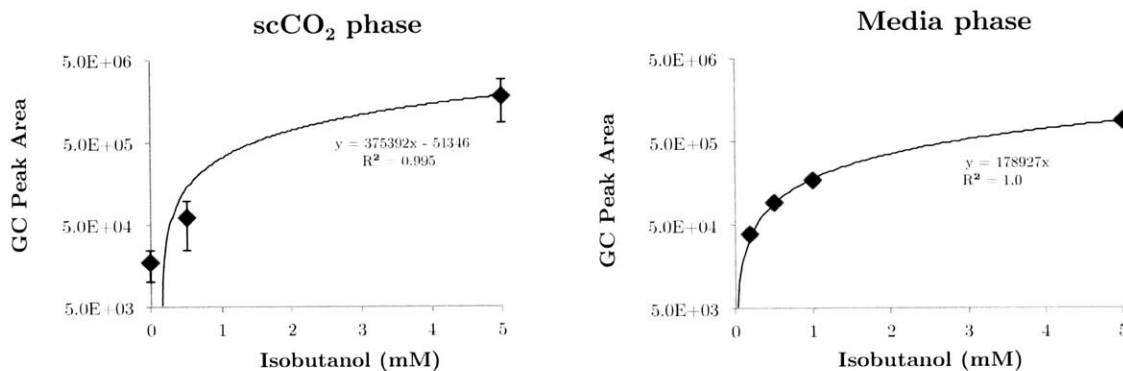 scCO₂ phase
GC Peak Area
5.0E+06
5.0E+05
5.0E+04
5.0E+03
y = 375392x - 51346
R² = 0.995
0 1 2 3 4 5
Isobutanol (mM)
Media phase
GC Peak Area
5.0E+06
5.0E+05
5.0E+04
5.0E+03
y = 178927x
R² = 1.0
0 1 2 3 4 5
Isobutanol (mM)